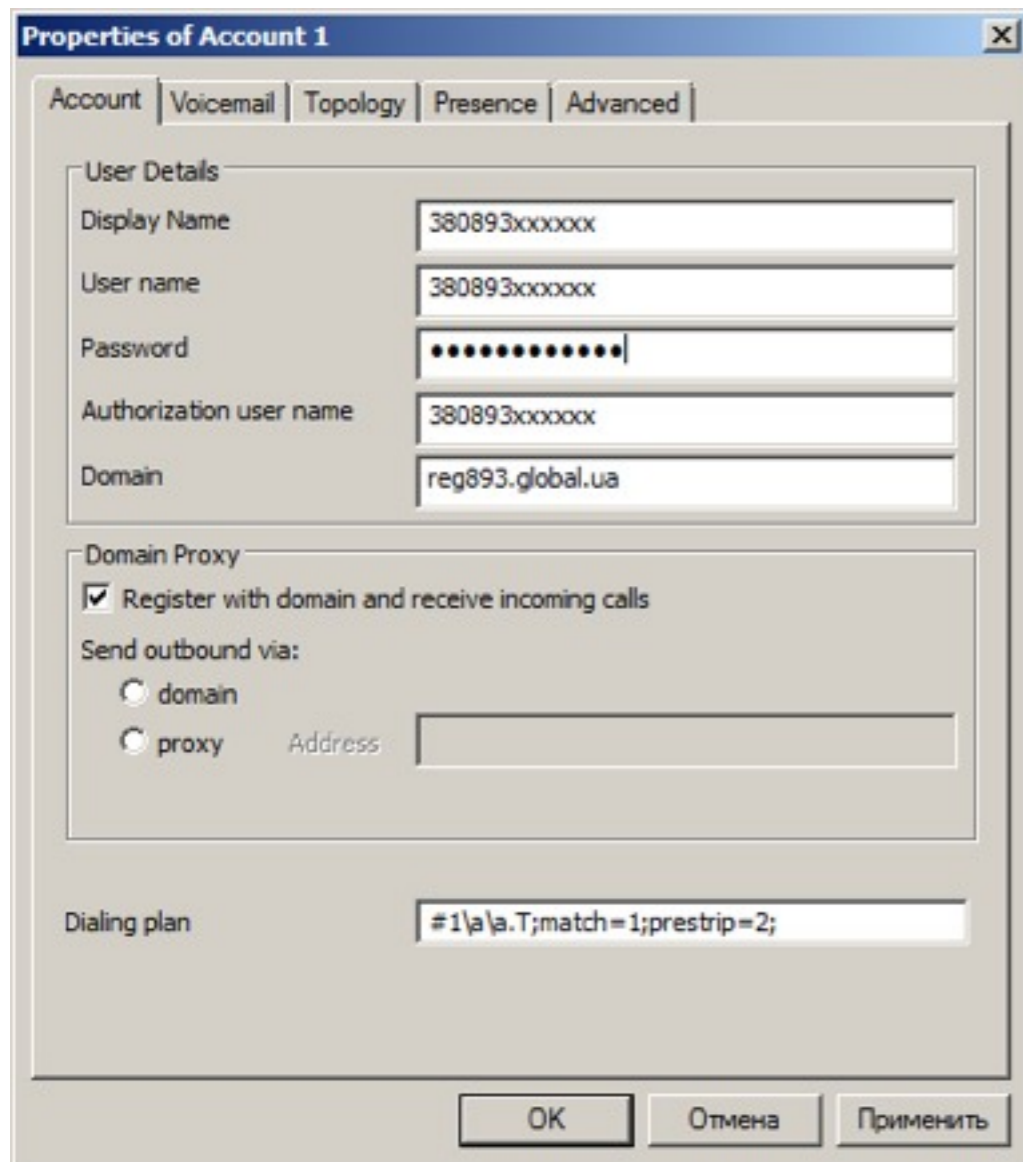 Properties of Account 1
Account Voicemail Topology Presence Advanced
User Details
Display Name 380893xxxxxx
User name 380893xxxxxx
Password ●●●●●●●●●●●●
Authorization user name 380893xxxxxx
Domain reg893.global.ua
Domain Proxy
Register with domain and receive incoming calls
Send outbound via:
domain
proxy Address
Dialing plan #1\a\a.T;match=1;prestrip=2;
OK Отмена Применить